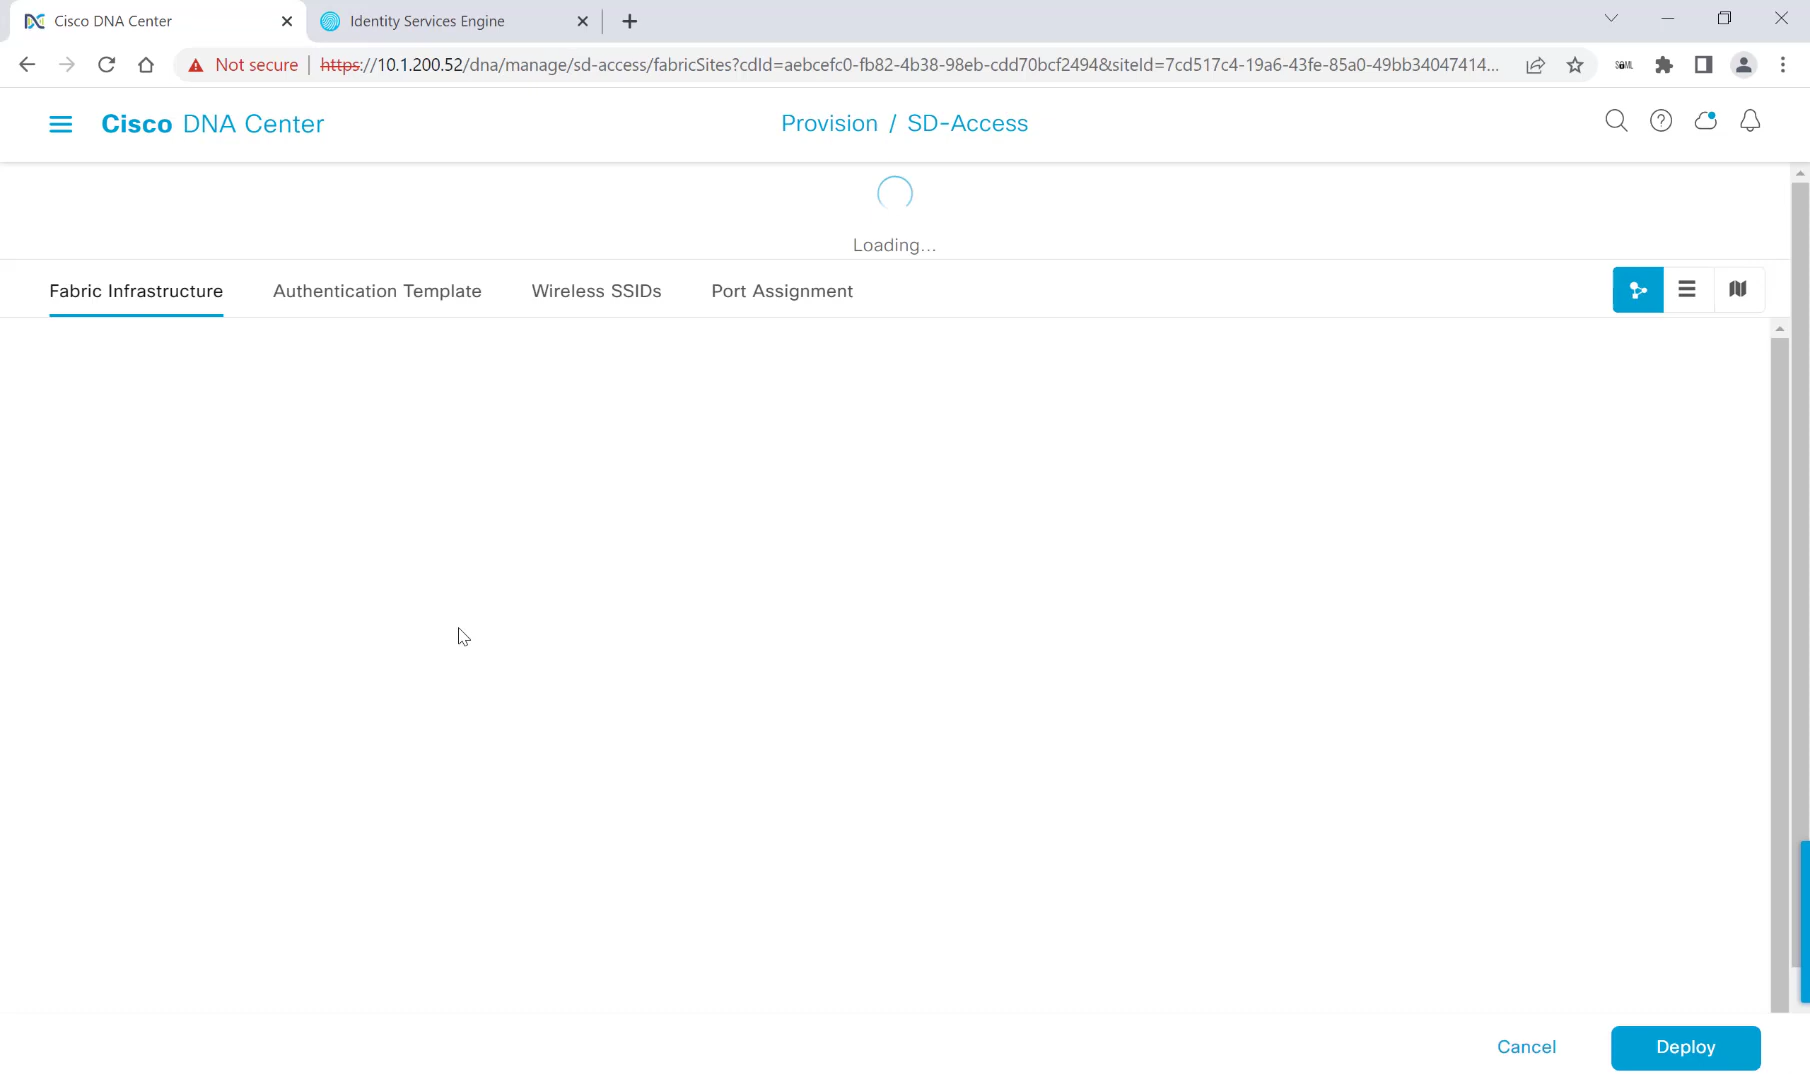 Cisco DNA Center
Identity Services Engine
Not secure
https://10.1.200.52/dna/manage/sd-access/fabricSites?cdId=aebcefc0-fb82-4b38-98eb-cdd70bcf2494&siteId=7cd517c4-19a6-43fe-85a0-49bb34047414...
Cisco DNA Center
Provision / SD-Access
Loading...
Fabric Infrastructure
Authentication Template
Wireless SSIDs
Port Assignment
Cancel
Deploy